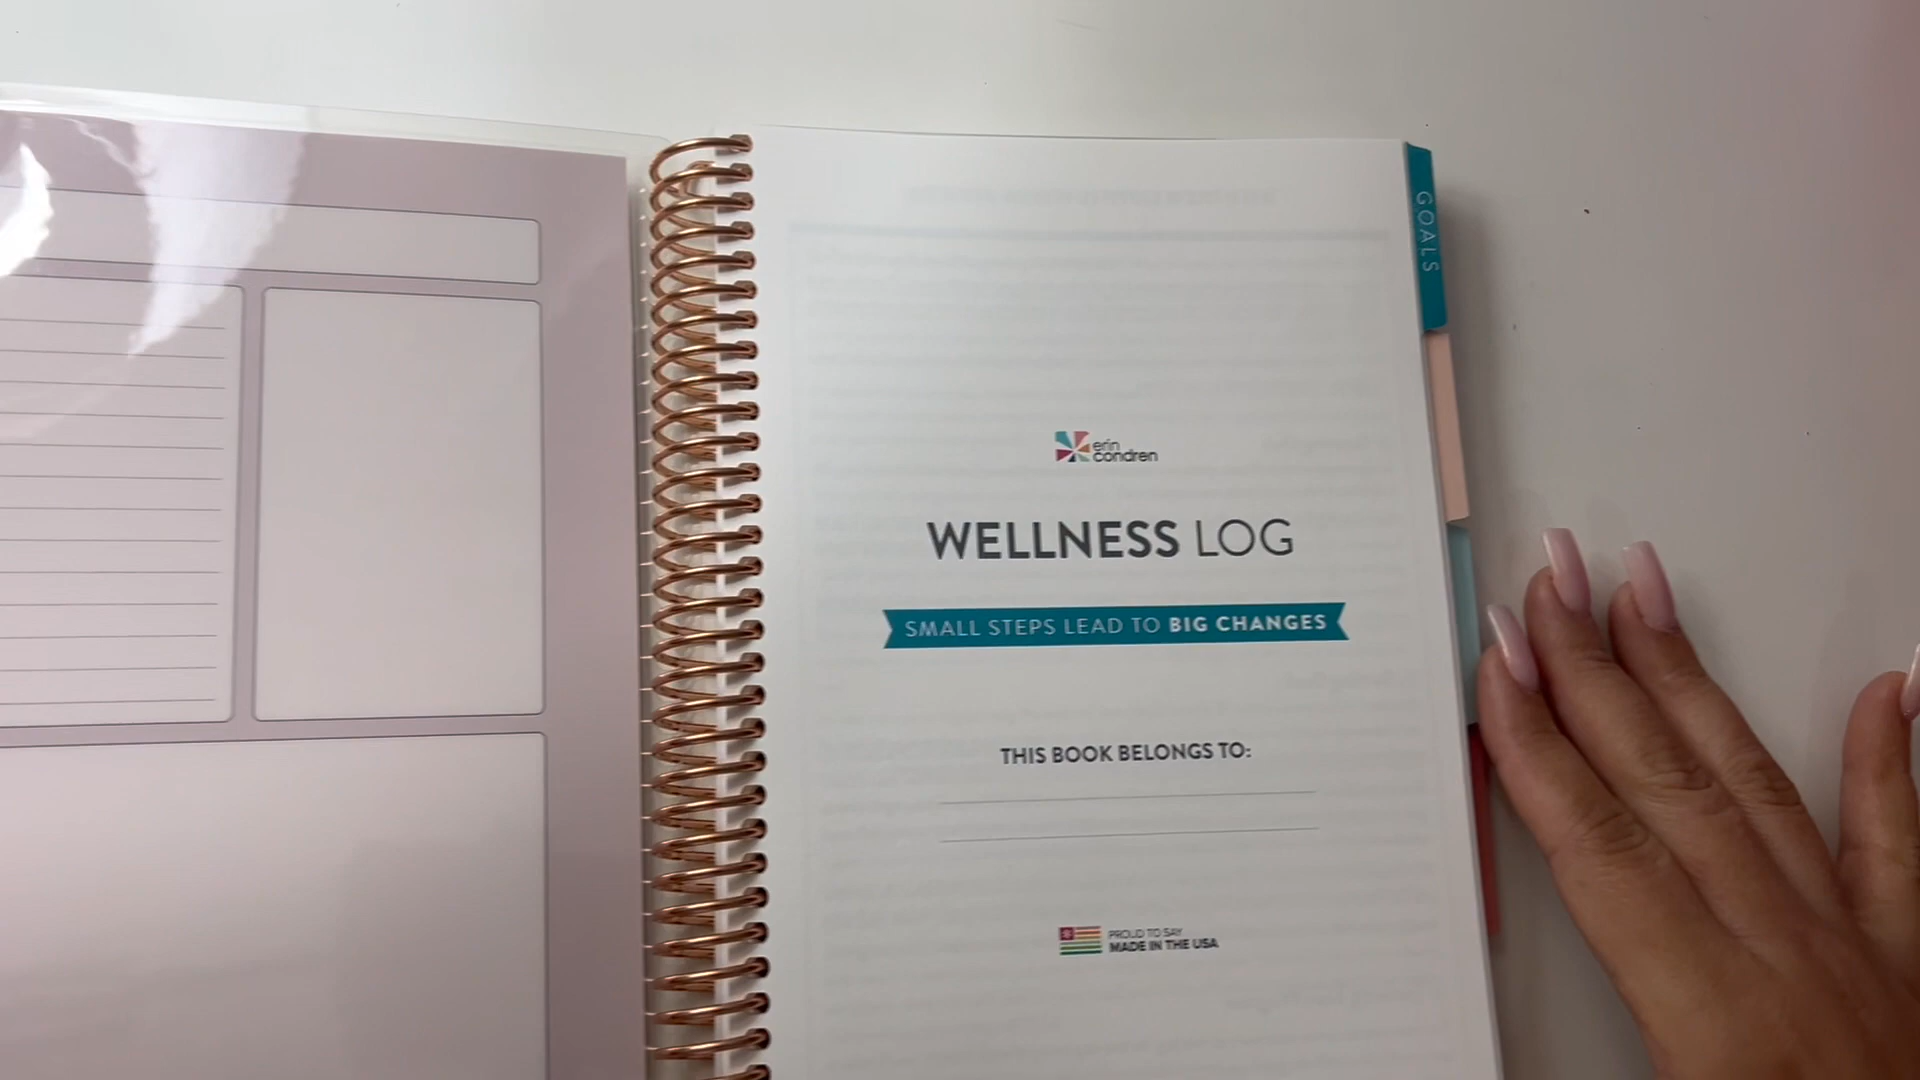 GOALS
erin
condren
WELLNESS LOG
SMALL STEPS LEAD TO BIG CHANGES
THIS BOOK BELONGS TO:
PROUD TO SAY
MADE IN THE USA